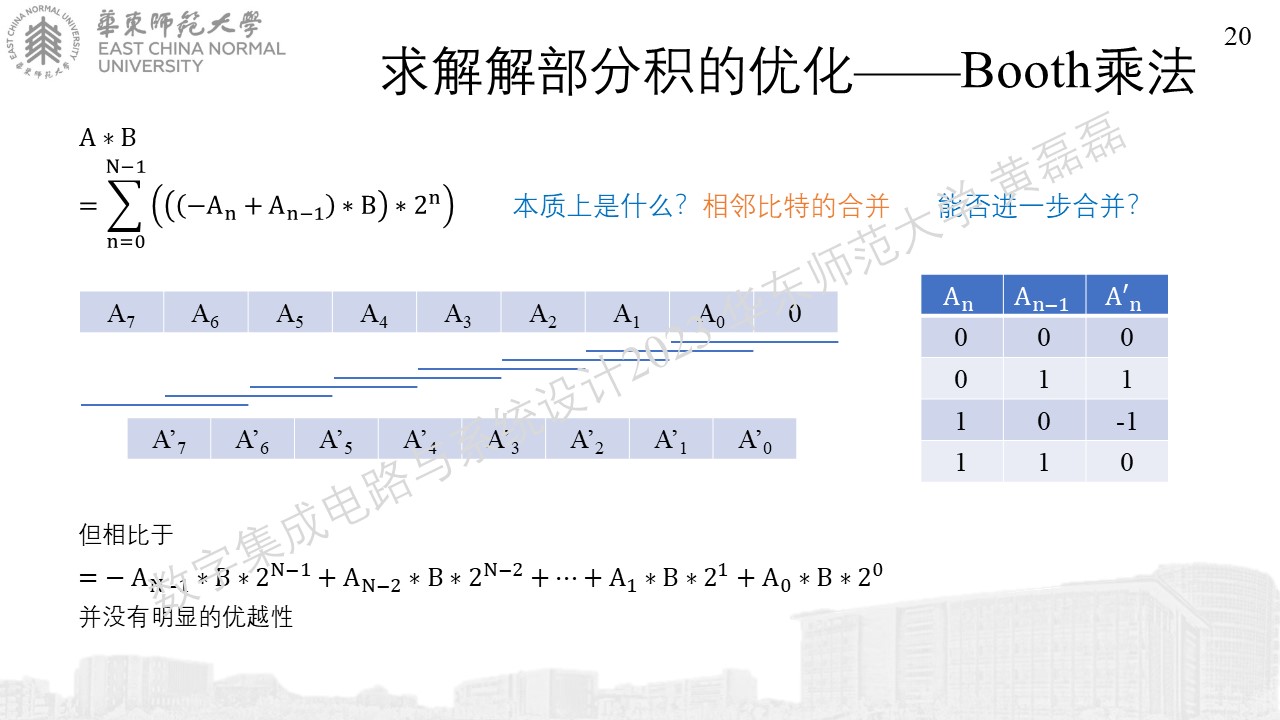 華東師範大學
EAST CHINA NORMAL
UNIVERSITY
20
求解解部分积的优化——Booth乘法
A ∗ B
= ∑_{n=0}^{N−1} (((−A_n + A_{n−1}) ∗ B) ∗ 2^n)
本质上是什么？相邻比特的合并 能否进一步合并？
A_7 A_6 A_5 A_4 A_3 A_2 A_1 A_0 0
A’_7 A’_6 A’_5 A’_4 A’_3 A’_2 A’_1 A’_0
A_n A_{n−1} A′_n
0 0 0
0 1 1
1 0 -1
1 1 0
但相比于
= − A_{N−1} ∗ B ∗ 2^{N−1} + A_{N−2} ∗ B ∗ 2^{N−2} + ⋯ + A_1 ∗ B ∗ 2^1 + A_0 ∗ B ∗ 2^0
并没有明显的优越性
数字集成电路与系统设计2023 华东师范大学 黄磊磊
EAST CHINA NORMAL UNIVERSITY
華東師範大學